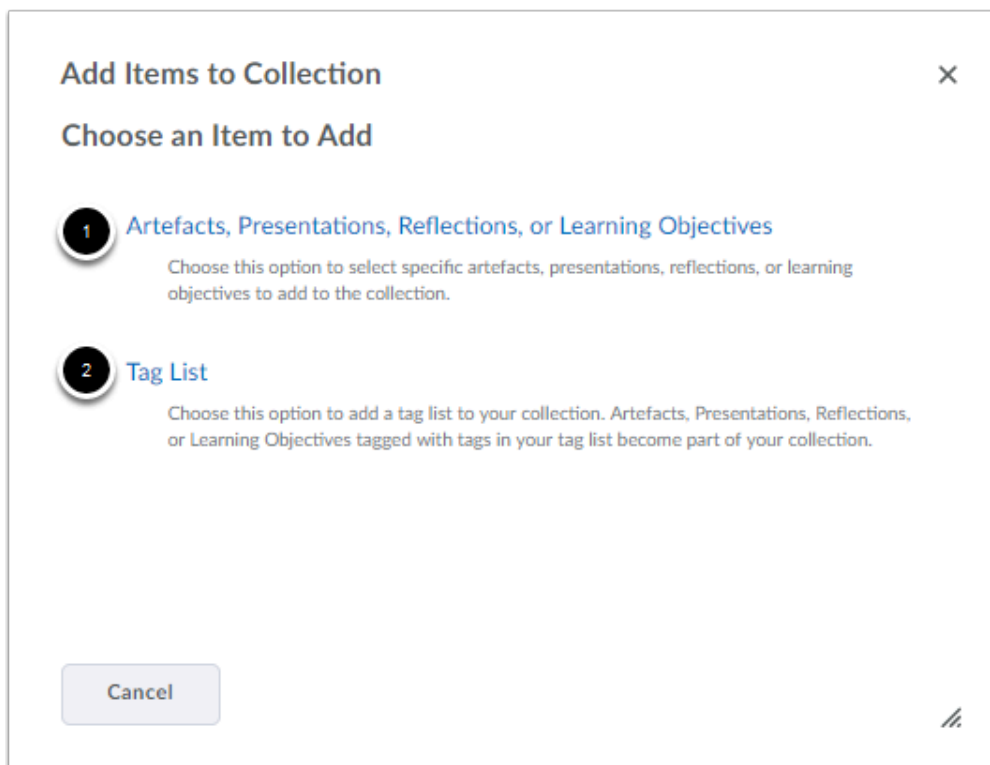 Add Items to Collection
Choose an Item to Add
1 Artefacts, Presentations, Reflections, or Learning Objectives
Choose this option to select specific artefacts, presentations, reflections, or learning
objectives to add to the collection.
2 Tag List
Choose this option to add a tag list to your collection. Artefacts, Presentations, Reflections,
or Learning Objectives tagged with tags in your tag list become part of your collection.
Cancel